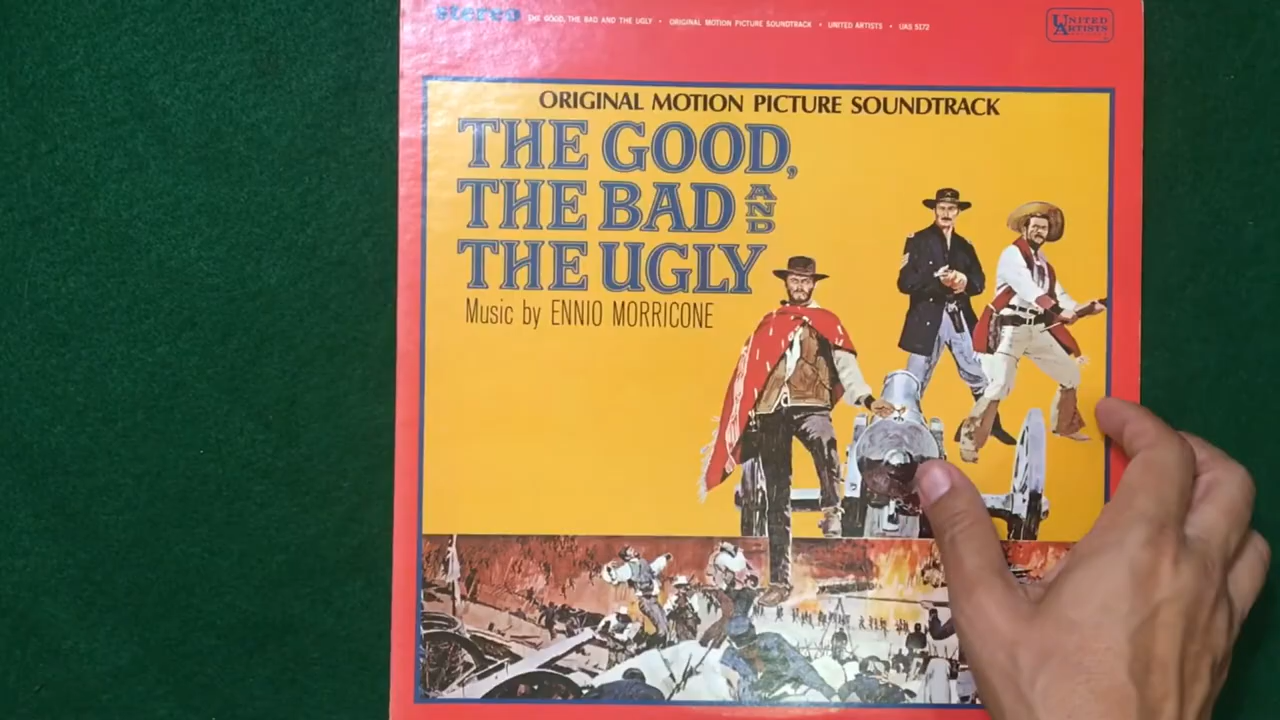 stereo THE GOOD, THE BAD AND THE UGLY • ORIGINAL MOTION PICTURE SOUNDTRACK • UNITED ARTISTS • UAS 5172
UNITED
ARTISTS
ORIGINAL MOTION PICTURE SOUNDTRACK
THE GOOD,
THE BAD AND
THE UGLY
Music by ENNIO MORRICONE